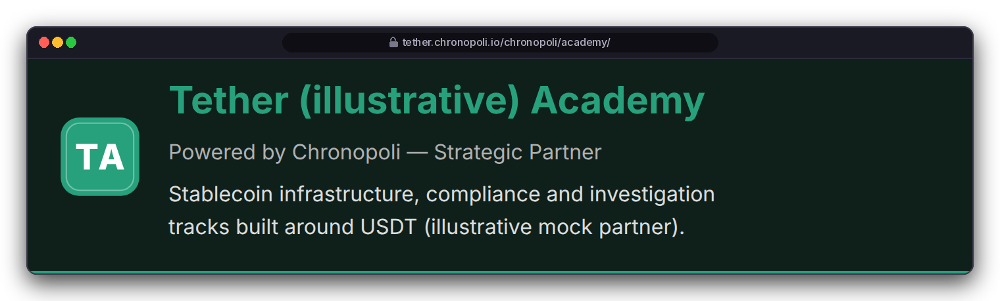 tether.chronopoli.io/chronopoli/academy/
Tether (illustrative) Academy
TA
Powered by Chronopoli — Strategic Partner
Stablecoin infrastructure, compliance and investigation
tracks built around USDT (illustrative mock partner).